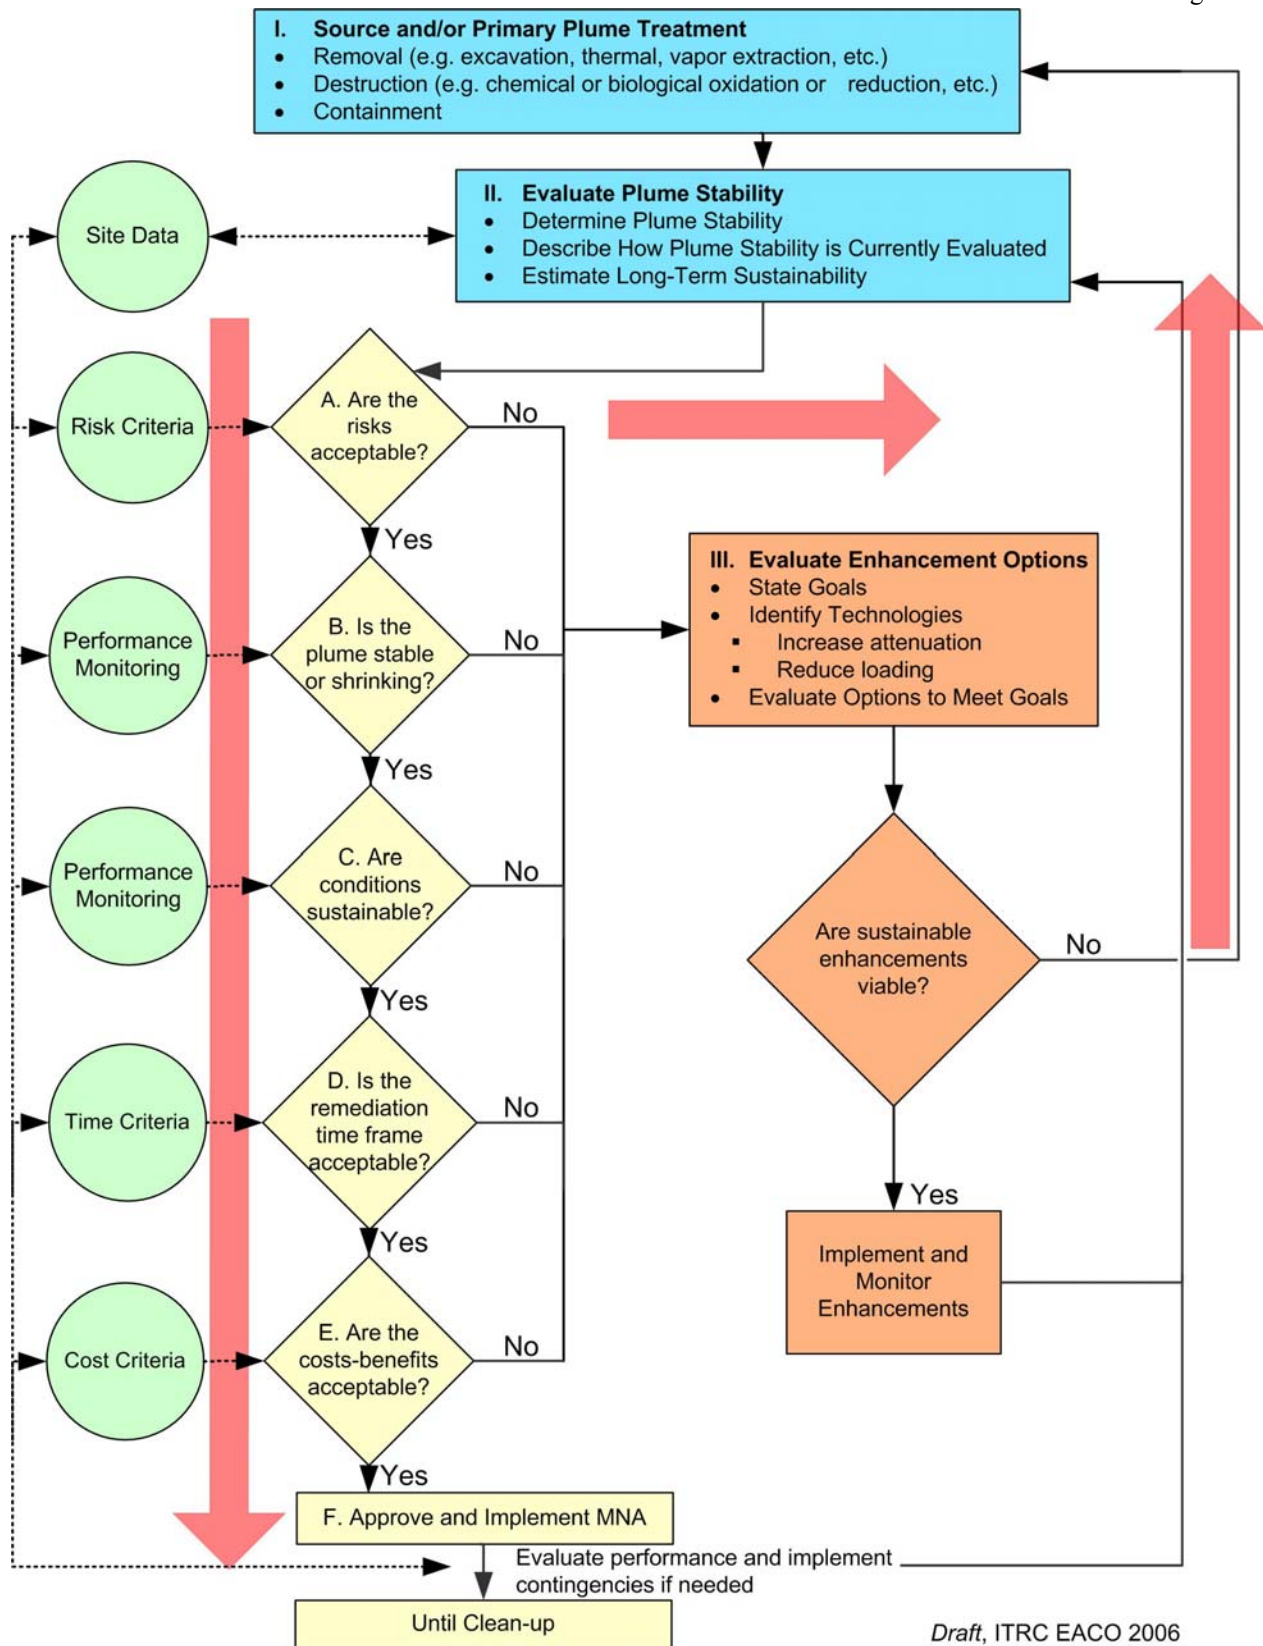 I. Source and/or Primary Plume Treatment
• Removal (e.g. excavation, thermal, vapor extraction, etc.)
• Destruction (e.g. chemical or biological oxidation or reduction, etc.)
• Containment
II. Evaluate Plume Stability
• Determine Plume Stability
• Describe How Plume Stability is Currently Evaluated
• Estimate Long-Term Sustainability
Site Data
Risk Criteria
A. Are the
risks
acceptable?
No
Yes
Performance
Monitoring
B. Is the
plume stable
or shrinking?
No
Yes
III. Evaluate Enhancement Options
• State Goals
• Identify Technologies
▪ Increase attenuation
▪ Reduce loading
• Evaluate Options to Meet Goals
Performance
Monitoring
C. Are
conditions
sustainable?
No
Yes
Are sustainable
enhancements
viable?
No
Yes
Time Criteria
D. Is the
remediation
time frame
acceptable?
No
Yes
Implement and
Monitor
Enhancements
Cost Criteria
E. Are the
costs-benefits
acceptable?
No
Yes
F. Approve and Implement MNA
Evaluate performance and implement
contingencies if needed
Until Clean-up
Draft, ITRC EACO 2006